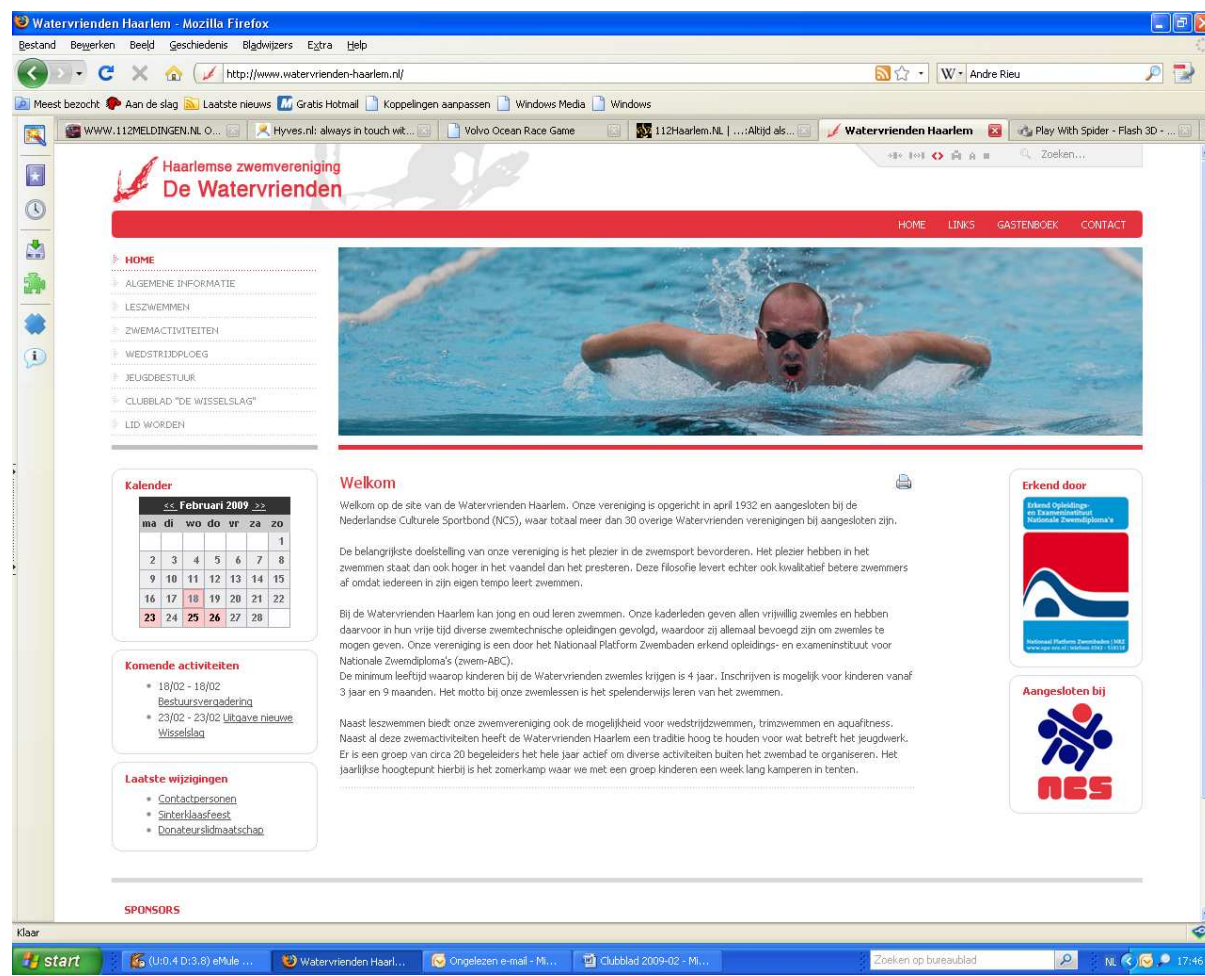 Watervrienden Haarlem - Mozilla Firefox
Bestand Bewerken Beeld Geschiedenis Bladwijzers Extra Help
http://www.watervrienden-haarlem.nl/
W Andre Rieu
Meest bezocht Aan de slag Laatste nieuws Gratis Hotmail Koppelingen aanpassen Windows Media Windows
WWW.112MELDINGEN.NL O... Hyves.nl: always in touch wit... Volvo Ocean Race Game 112Haarlem.NL | ...:Altijd als... Watervrienden Haarlem Play With Spider - Flash 3D - ...
Zoeken...
Haarlemse zwemvereniging
De Watervrienden
HOME LINKS GASTENBOEK CONTACT
HOME
ALGEMENE INFORMATIE
LESZWEMMEN
ZWEMACTIVITEITEN
WEDSTRIJDPLOEG
JEUGDBESTUUR
CLUBBLAD "DE WISSELSLAG"
LID WORDEN
Kalender
<< Februari 2009 >>
ma di wo do vr za zo
1
2 3 4 5 6 7 8
9 10 11 12 13 14 15
16 17 18 19 20 21 22
23 24 25 26 27 28
Komende activiteiten
18/02 - 18/02
Bestuursvergadering
23/02 - 23/02 Uitgave nieuwe
Wisselslag
Laatste wijzigingen
Contactpersonen
Sinterklaasfeest
Donateurslidmaatschap
Welkom
Welkom op de site van de Watervrienden Haarlem. Onze vereniging is opgericht in april 1932 en aangesloten bij de
Nederlandse Culturele Sportbond (NCS), waar totaal meer dan 30 overige Watervrienden verenigingen bij aangesloten zijn.
De belangrijkste doelstelling van onze vereniging is het plezier in de zwemsport bevorderen. Het plezier hebben in het
zwemmen staat dan ook hoger in het vaandel dan het presteren. Deze filosofie levert echter ook kwalitatief betere zwemmers
af omdat iedereen in zijn eigen tempo leert zwemmen.
Bij de Watervrienden Haarlem kan jong en oud leren zwemmen. Onze kaderleden geven allen vrijwillig zwemles en hebben
daarvoor in hun vrije tijd diverse zwemtechnische opleidingen gevolgd, waardoor zij allemaal bevoegd zijn om zwemles te
mogen geven. Onze vereniging is een door het Nationaal Platform Zwembaden erkend opleidings- en exameninstituut voor
Nationale Zwemdiploma's (zwem-ABC).
De minimum leeftijd waarop kinderen bij de Watervrienden zwemles krijgen is 4 jaar. Inschrijven is mogelijk voor kinderen vanaf
3 jaar en 9 maanden. Het motto bij onze zwemlessen is het spelenderwijs leren van het zwemmen.
Naast leszwemmen biedt onze zwemvereniging ook de mogelijkheid voor wedstrijdzwemmen, trimzwemmen en aquafitness.
Naast al deze zwemactiviteiten heeft de Watervrienden Haarlem een traditie hoog te houden voor wat betreft het jeugdwerk.
Er is een groep van circa 20 begeleiders het hele jaar actief om diverse activiteiten buiten het zwembad te organiseren. Het
jaarlijkse hoogtepunt hierbij is het zomerkamp waar we met een groep kinderen een week lang kamperen in tenten.
Erkend door
Erkend Opleidings-
en Exameninstituut
Nationale Zwemdiploma's
Nationaal Platform Zwembaden | NRZ
Aangesloten bij
ncs
SPONSORS
Klaar
start (U:0.4 D:3.8) eMule ... Watervrienden Haarl... Ongelezen e-mail - Mi... Clubblad 2009-02 - Mi... Zoeken op bureaublad NL 17:46